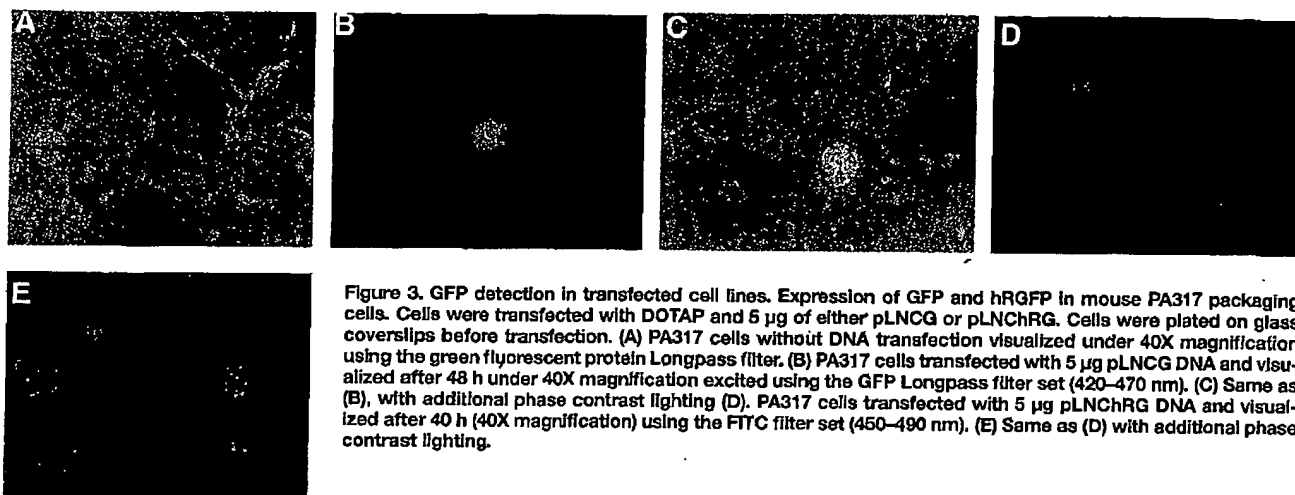 A
B
C
D
E
Figure 3. GFP detection in transfected cell lines. Expression of GFP and hRGFP in mouse PA317 packaging
cells. Cells were transfected with DOTAP and 5 µg of either pLNCG or pLNChRG. Cells were plated on glass
coverslips before transfection. (A) PA317 cells without DNA transfection visualized under 40X magnification
using the green fluorescent protein Longpass filter. (B) PA317 cells transfected with 5 µg pLNCG DNA and visu-
alized after 48 h under 40X magnification excited using the GFP Longpass filter set (420–470 nm). (C) Same as
(B), with additional phase contrast lighting (D). PA317 cells transfected with 5 µg pLNChRG DNA and visual-
ized after 40 h (40X magnification) using the FITC filter set (450–490 nm). (E) Same as (D) with additional phase
contrast lighting.